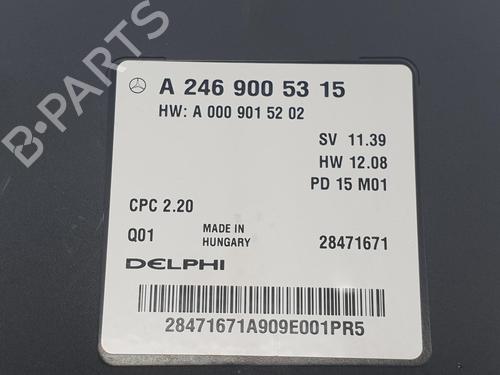 A 246 900 53 15
HW: A 000 901 52 02
SV 11.39
HW 12.08
PD 15 M01
CPC 2.20
Q01
MADE IN
HUNGARY
28471671
DELPHI
28471671A909E001PR5